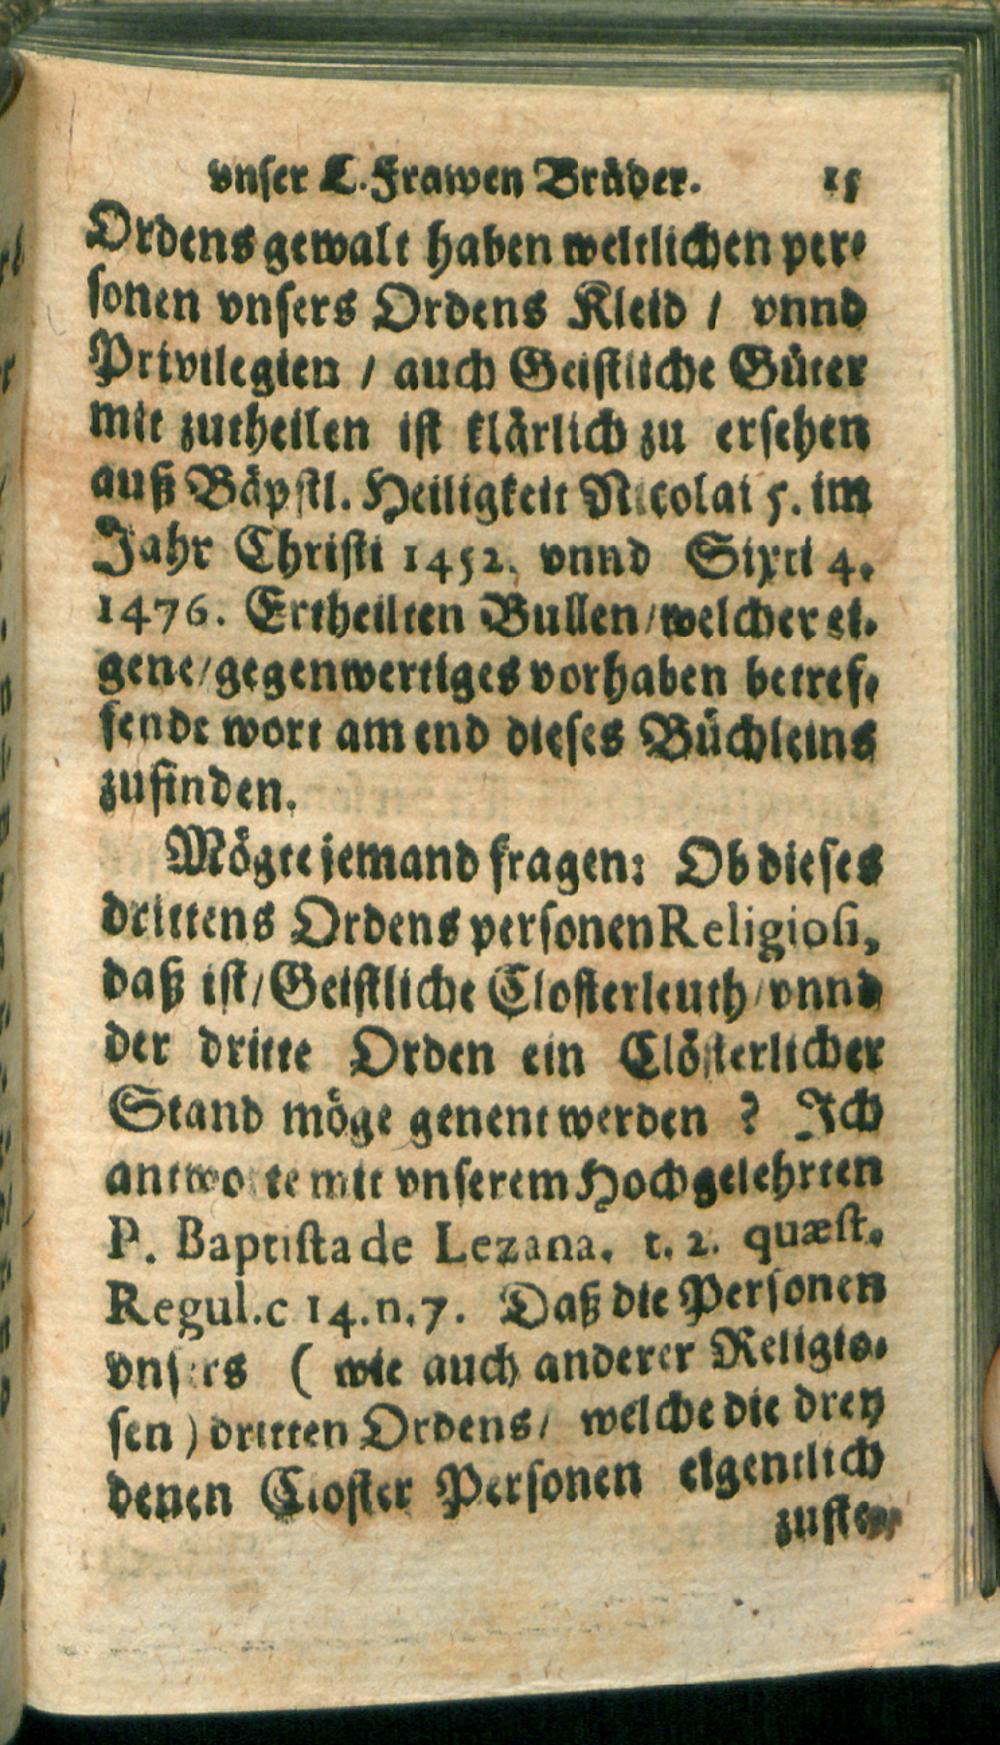 vnser L. Frawen Bräder. 15
Ordens gewalt haben weltlichen per-
sonen vnsers Ordens Kleid / vnnd
Privilegien / auch Geistliche Güter
mit zutheilen ist klärlich zu ersehen
auß Bäpstl. Heiligkeit Nicolai 5. im
Jahr Christi 1452. vnnd Sixti 4.
1476. Ertheilten Bullen / welcher ei-
gene / gegenwertiges vorhaben betref-
fende wort am end dieses Büchleins
zufinden.
Mögte jemand fragen: Ob dieses
drittens Ordens personen Religiosi,
daß ist / Geistliche Closterleuth / vnnd
der dritte Orden ein Clösterlicher
Stand möge genent werden ? Ich
antworte mit vnserem Hochgelehrten
P. Baptista de Lezana. t. 2. quæst.
Regul. c 14. n. 7. Daß die Personen
vnsers ( wie auch anderer Religio-
sen ) dritten Ordens / welche die drey
denen Closter Personen eigentlich
zuste-